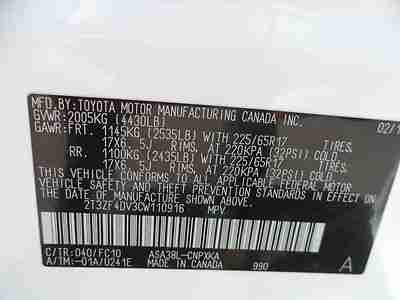 MFD.BY:TOYOTA MOTOR MANUFACTURING CANADA INC.
GVWR:2005KG (4430LB) 02/1
GAWR:FRT. 1145KG (2535LB) WITH 225/65R17 TIRES,
17X6.5J RIMS, AT 220KPA (32PSI) COLD
RR. 1100KG (2435LB) WITH 225/65R17 TIRES,
17X6.5J RIMS, AT 220KPA (32PSI) COLD
THIS VEHICLE CONFORMS TO ALL APPLICABLE FEDERAL MOTOR
VEHICLE SAFETY STANDARDS IN EFFECT ON
THE DATE OF MANUFACTURE SHOWN ABOVE.
2T3ZF4DV3CW110916 MPV
C/TR:040/FC10 ASA38L-CNPXKA
A/TM:-01A/U241E
MADE IN CANADA 990 A